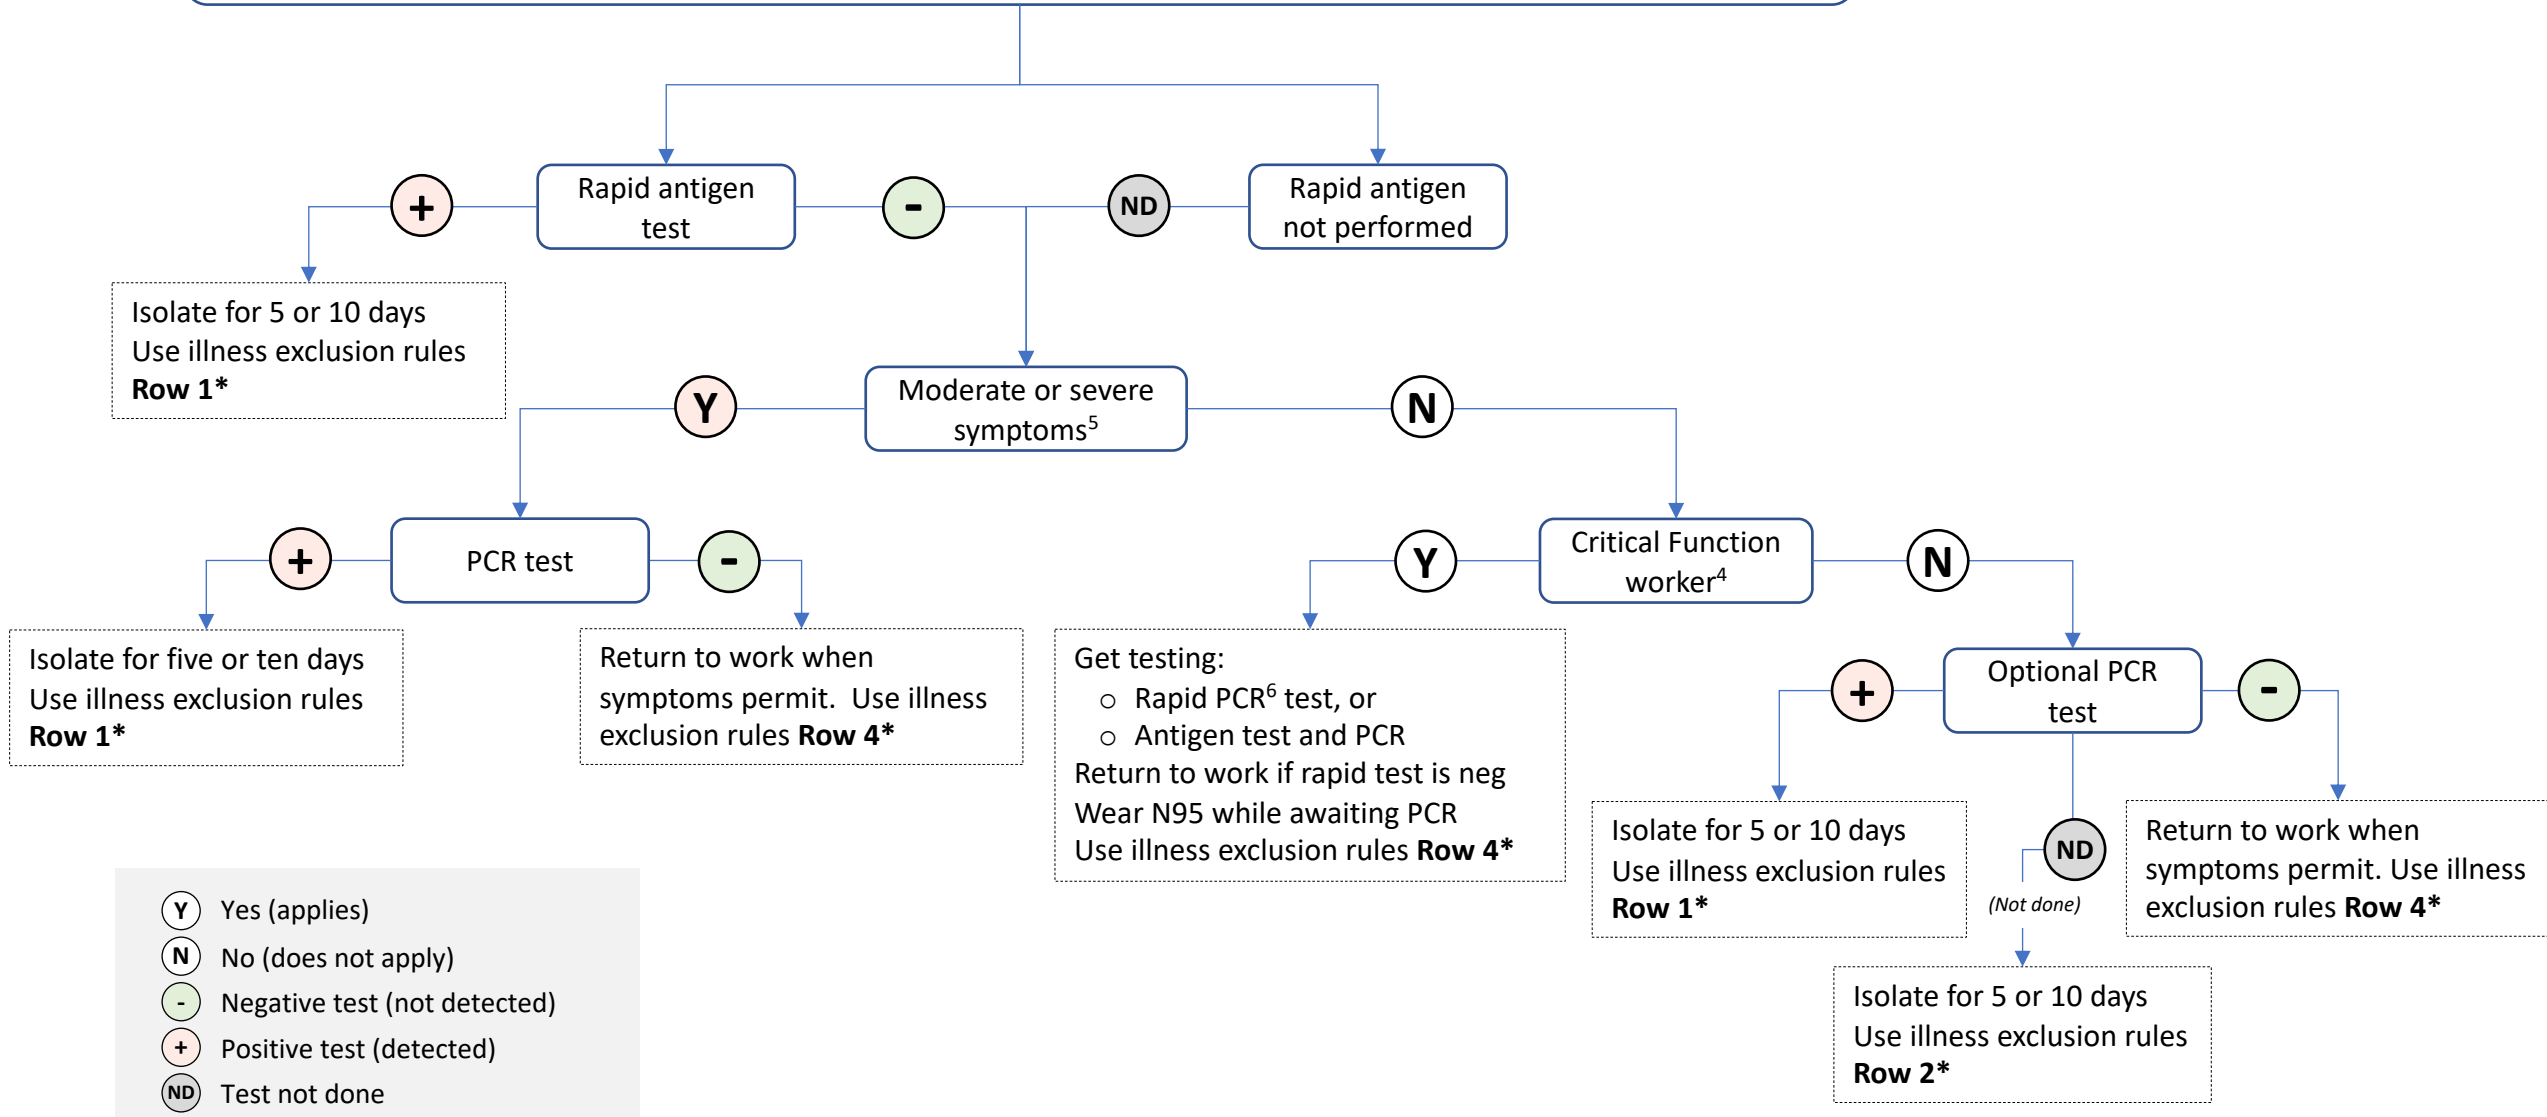 +
Rapid antigen
test
-
ND
Rapid antigen
not performed
Isolate for 5 or 10 days
Use illness exclusion rules
Row 1*
Y
Moderate or severe
symptoms⁵
N
+
PCR test
-
Y
Critical Function
worker⁴
N
Isolate for five or ten days
Use illness exclusion rules
Row 1*
Return to work when
symptoms permit.  Use illness
exclusion rules Row 4*
Get testing:
○ Rapid PCR⁶ test, or
○ Antigen test and PCR
Return to work if rapid test is neg
Wear N95 while awaiting PCR
Use illness exclusion rules Row 4*
+
Optional PCR
test
-
Isolate for 5 or 10 days
Use illness exclusion rules
Row 1*
ND
(Not done)
Return to work when
symptoms permit. Use illness
exclusion rules Row 4*
Isolate for 5 or 10 days
Use illness exclusion rules
Row 2*
Y Yes (applies)
N No (does not apply)
- Negative test (not detected)
+ Positive test (detected)
ND Test not done